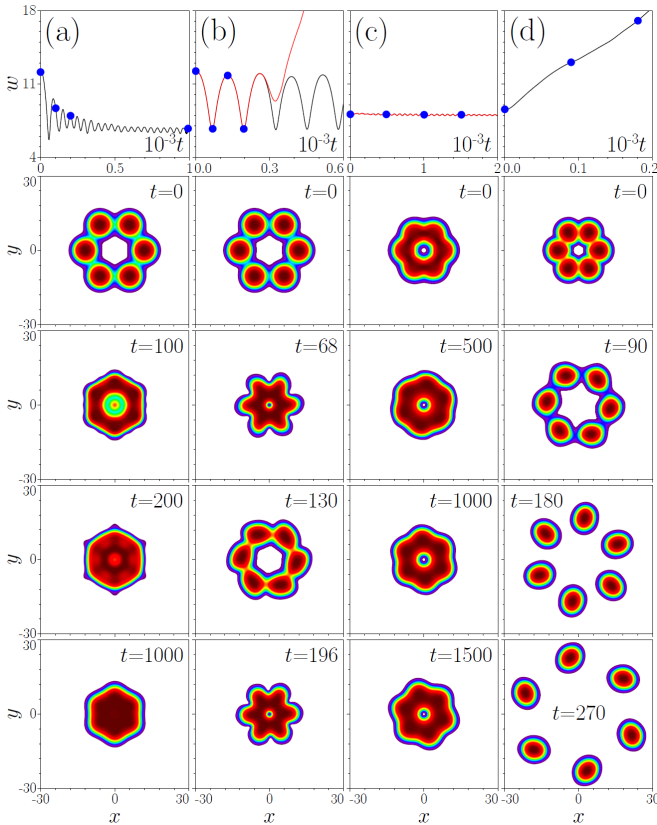 (a) (b) (c) (d)
w
18
11
4
0 0.5 1
0.0 0.3 0.6
0 1 2
0.0 0.1 0.2
10⁻³t 10⁻³t 10⁻³t 10⁻³t
30
y 0
-30
t=0 t=0 t=0 t=0
30
y 0
-30
t=100 t=68 t=500 t=90
30
y 0
-30
t=200 t=130 t=1000 t=180
30
y 0
-30
t=1000 t=196 t=1500 t=270
-30 0 30 -30 0 30 -30 0 30 -30 0 30
x x x x